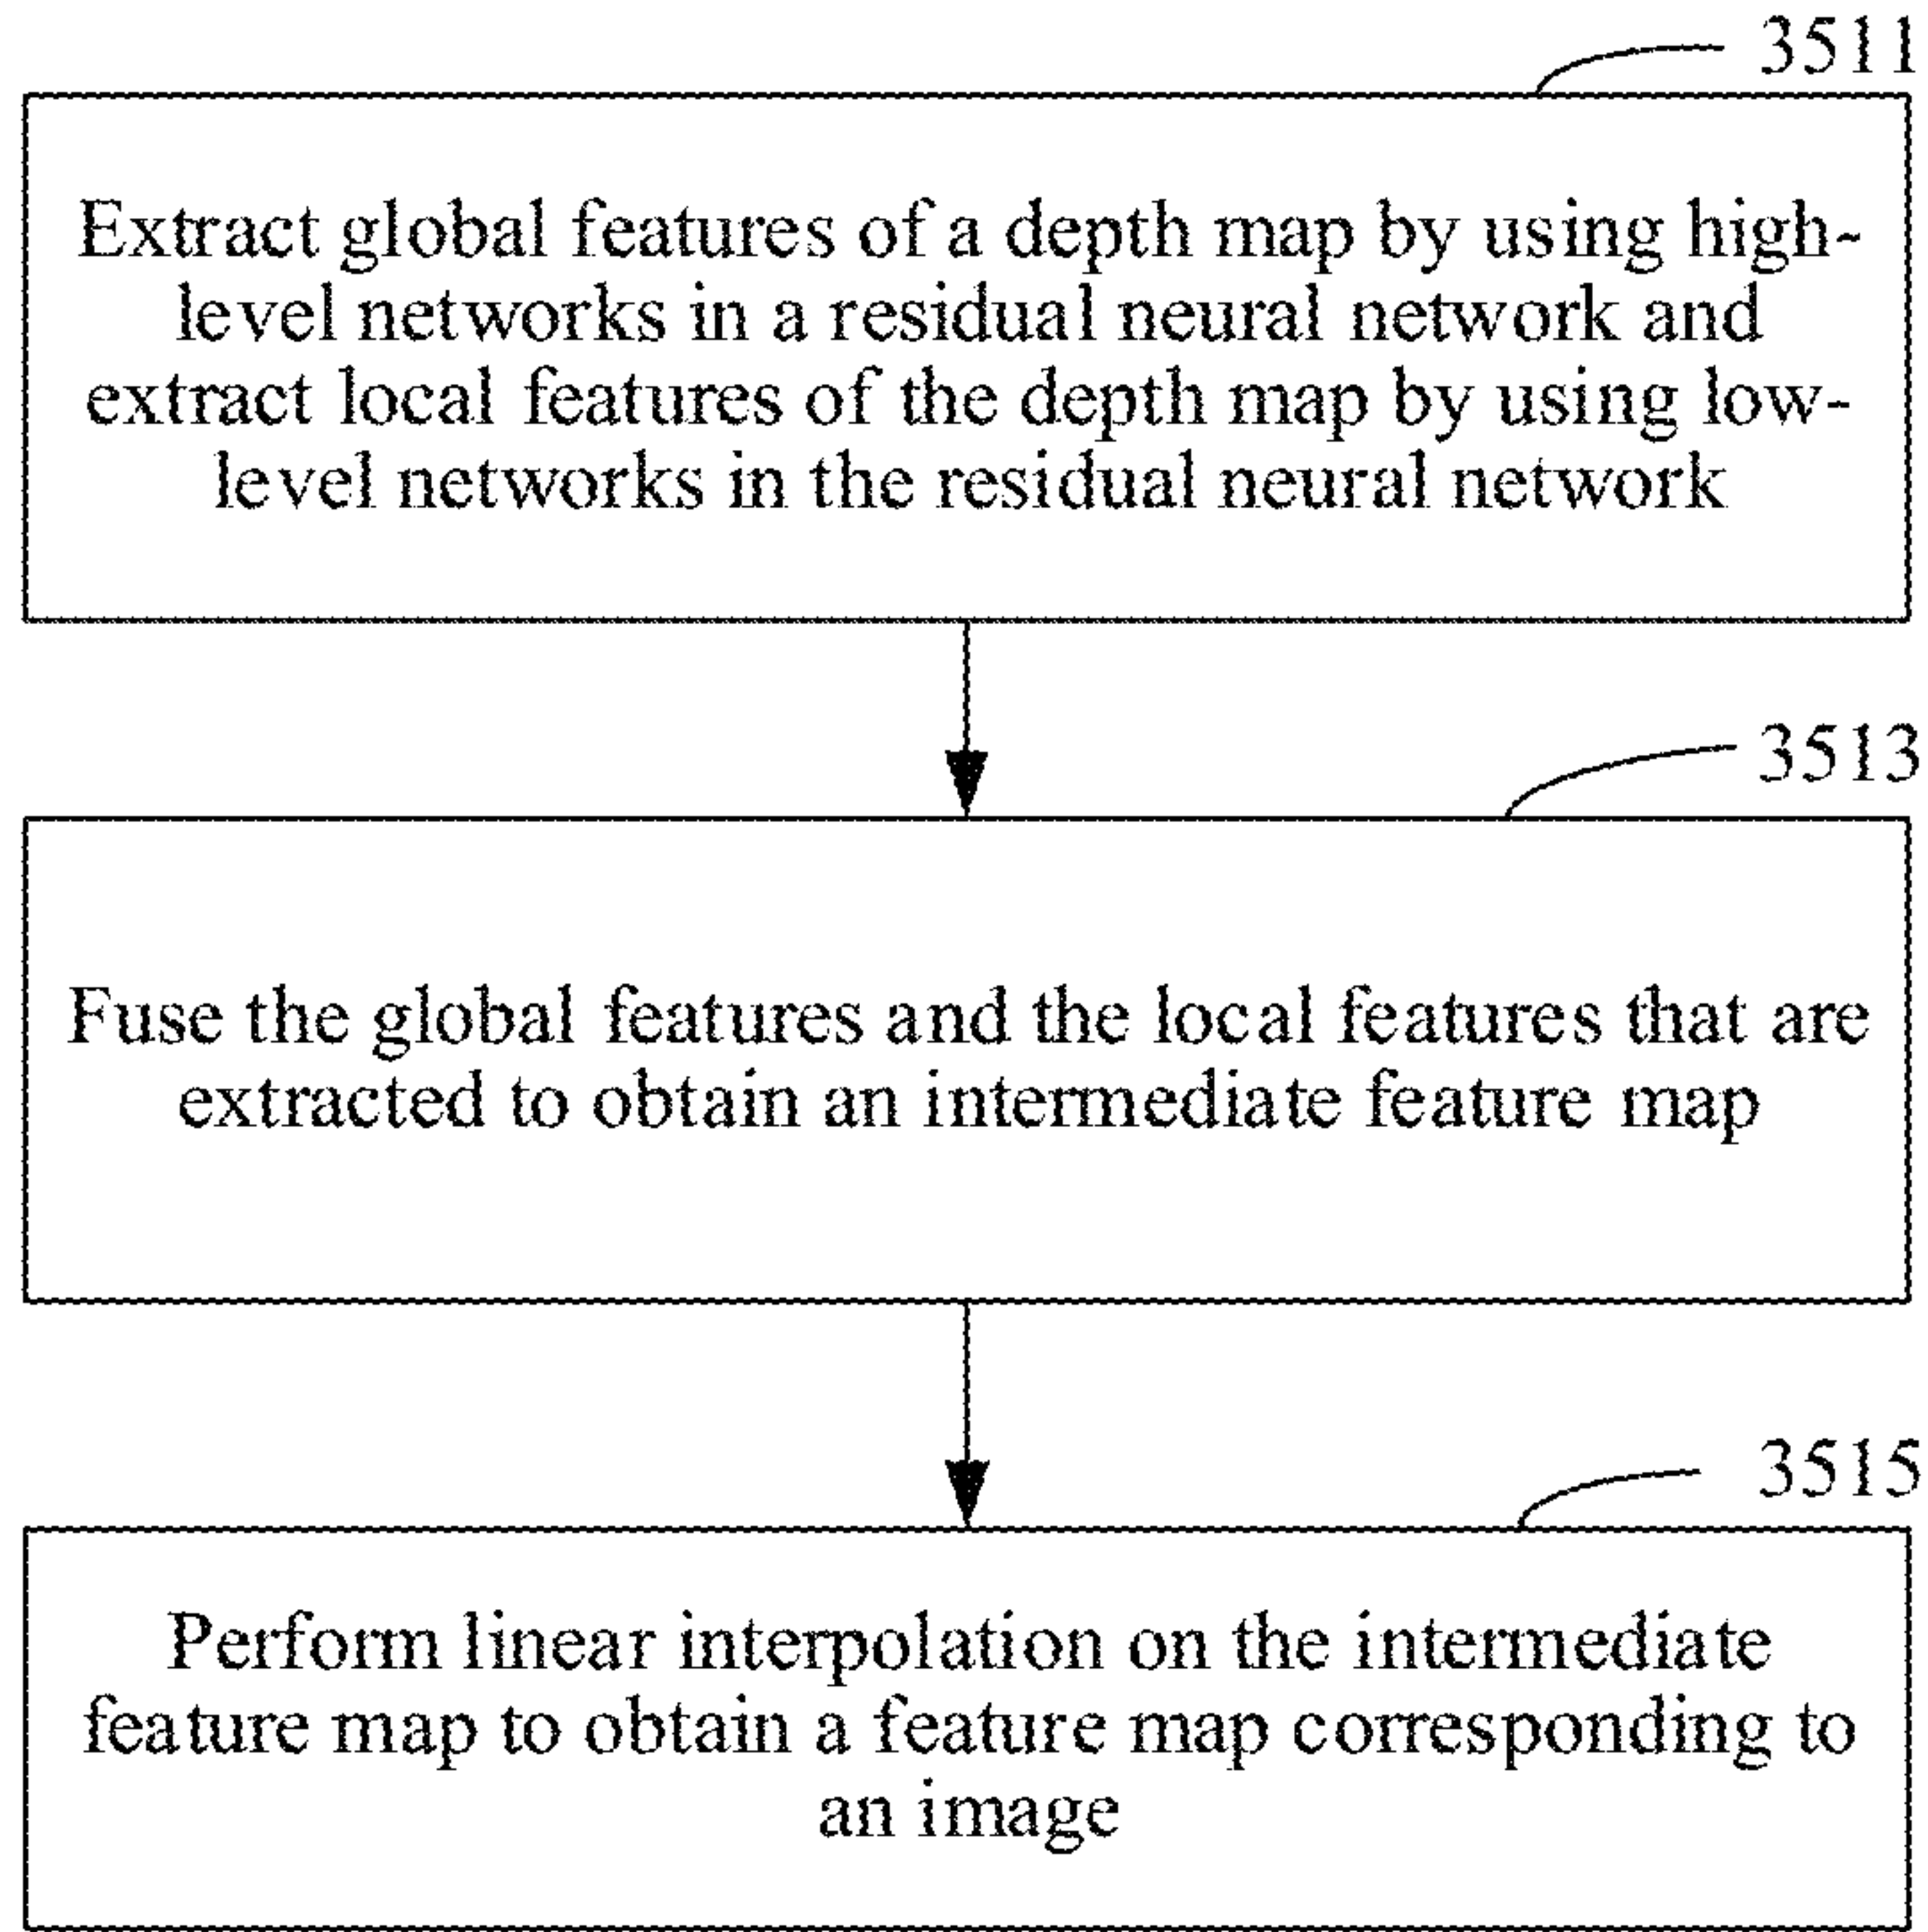 3511
Extract global features of a depth map by using high-
level networks in a residual neural network and
extract local features of the depth map by using low-
level networks in the residual neural network
3513
Fuse the global features and the local features that are
extracted to obtain an intermediate feature map
3515
Perform linear interpolation on the intermediate
feature map to obtain a feature map corresponding to
an image